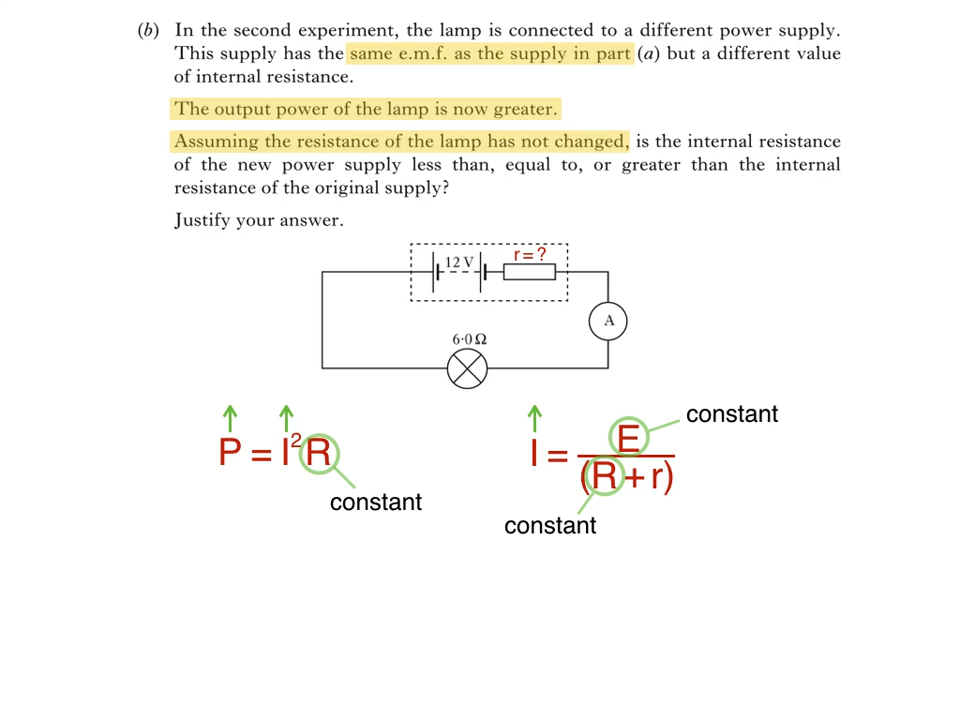 (b) In the second experiment, the lamp is connected to a different power supply.
This supply has the same e.m.f. as the supply in part (a) but a different value
of internal resistance.
The output power of the lamp is now greater.
Assuming the resistance of the lamp has not changed, is the internal resistance
of the new power supply less than, equal to, or greater than the internal
resistance of the original supply?
Justify your answer.
12 V r = ?
A
6·0 Ω
↑ ↑ ↑ constant
P = I²R I = E/(R + r)
constant constant